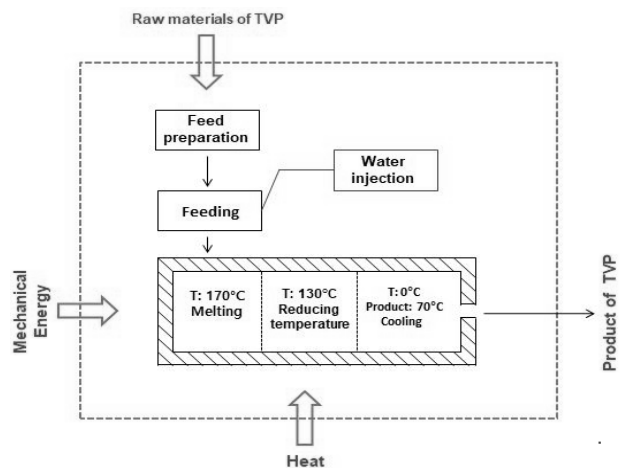 Raw materials of TVP
Feed
preparation
Water
injection
Feeding
T: 170°C
Melting
T: 130°C
Reducing
temperature
T: 0°C
Product: 70°C
Cooling
Mechanical
Energy
Product of TVP
Heat
.